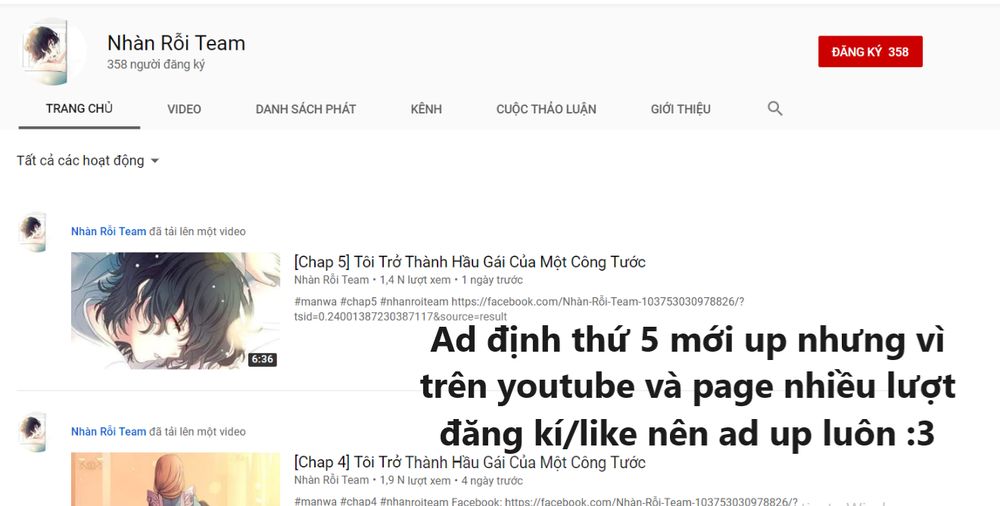 Nhàn Rỗi Team
358 người đăng ký
ĐĂNG KÝ 358
TRANG CHỦ VIDEO DANH SÁCH PHÁT KÊNH CUỘC THẢO LUẬN GIỚI THIỆU
Tất cả các hoạt động
Nhàn Rỗi Team đã tải lên một video
[Chap 5] Tôi Trở Thành Hầu Gái Của Một Công Tước
Nhàn Rỗi Team • 1,4 N lượt xem • 1 ngày trước
#manwa #chap5 #nhanroiteam https://facebook.com/Nhàn-Rỗi-Team-103753030978826/?
tsid=0.24001387230387117&source=result
6:36
Ad định thứ 5 mới up nhưng vì
trên youtube và page nhiều lượt
đăng kí/like nên ad up luôn :3
Nhàn Rỗi Team đã tải lên một video
[Chap 4] Tôi Trở Thành Hầu Gái Của Một Công Tước
Nhàn Rỗi Team • 1,9 N lượt xem • 4 ngày trước
#manwa #chap4 #nhanroiteam Facebook: https://facebook.com/Nhàn-Rỗi-Team-103753030978826/?